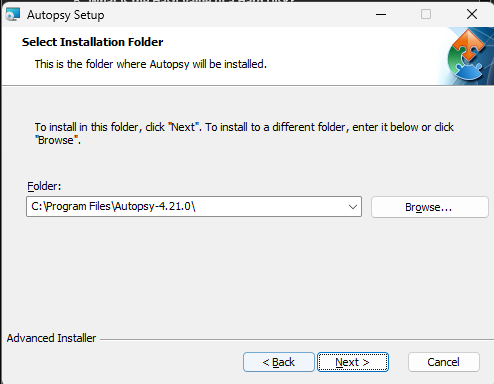 Autopsy Setup
Select Installation Folder
This is the folder where Autopsy will be installed.
To install in this folder, click "Next". To install to a different folder, enter it below or click
"Browse".
Folder:
C:\Program Files\Autopsy-4.21.0\
Browse...
Advanced Installer
< Back
Next >
Cancel